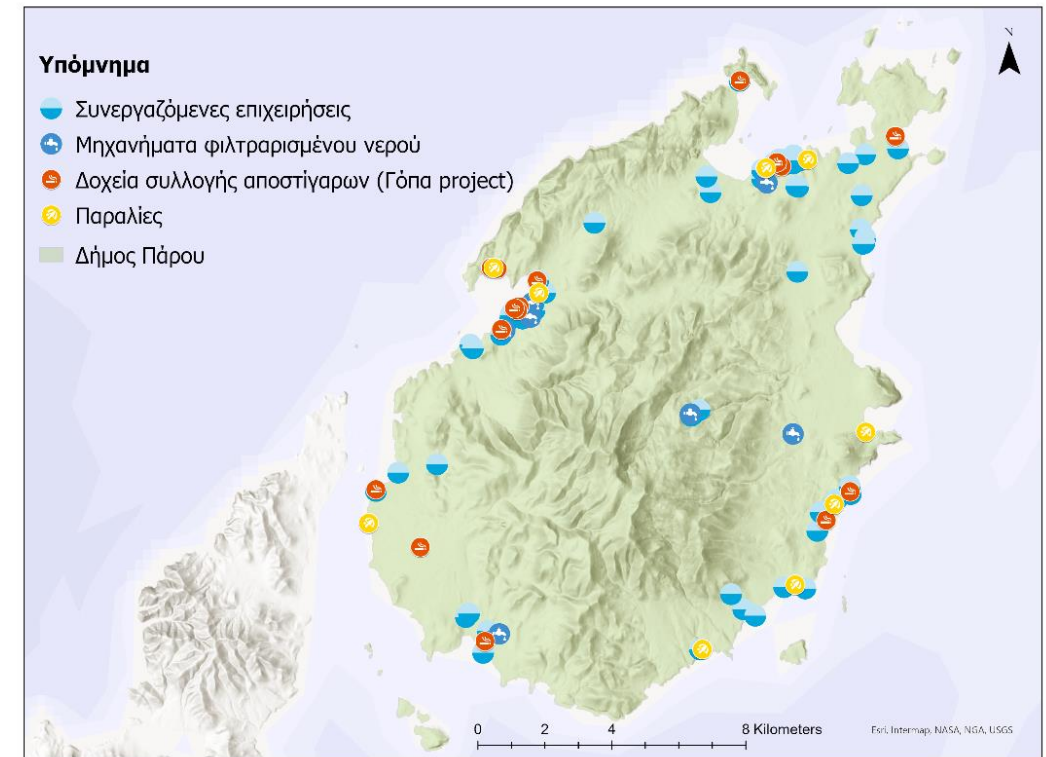 Υπόμνημα
Συνεργαζόμενες επιχειρήσεις
Μηχανήματα φιλτραρισμένου νερού
Δοχεία συλλογής αποστίγαρων (Γόπα project)
Παραλίες
Δήμος Πάρου
N
0 2 4 8 Kilometers
Esri, Intermap, NASA, NGA, USGS